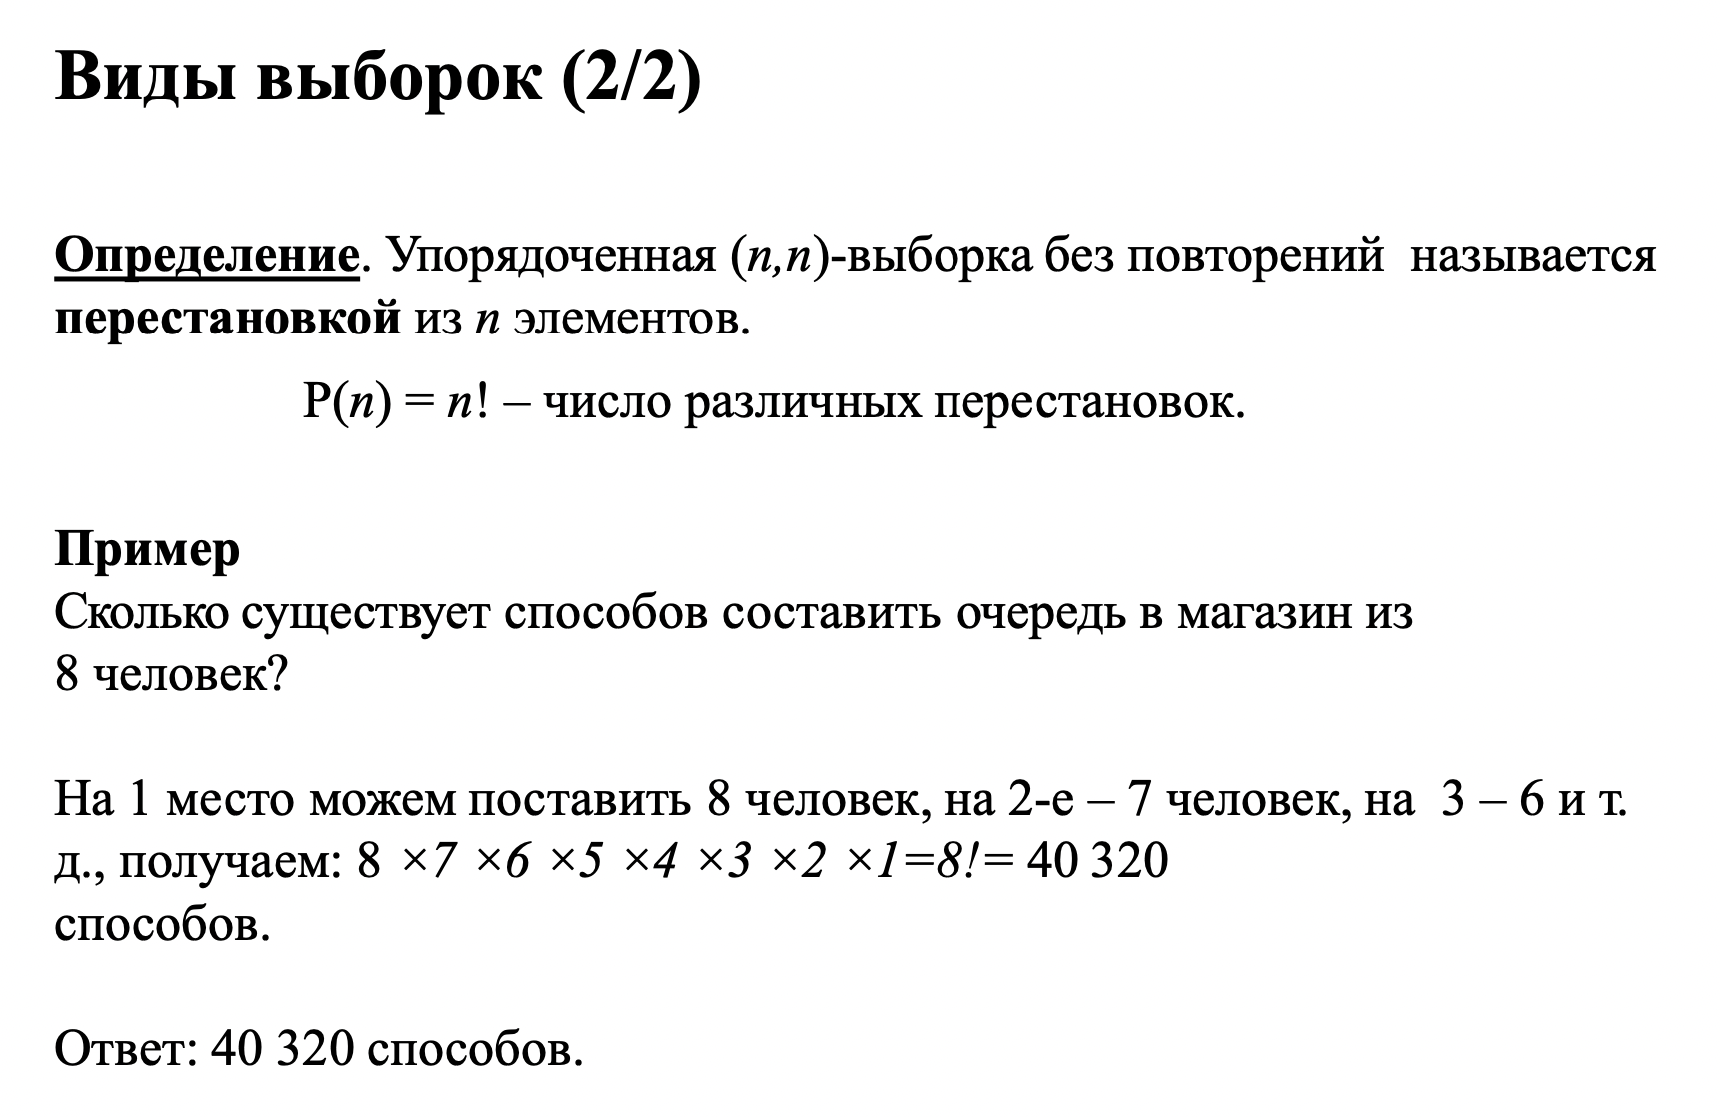 Виды выборок (2/2)
Определение. Упорядоченная (n,n)-выборка без повторений называется
перестановкой из n элементов.
P(n) = n! – число различных перестановок.
Пример
Сколько существует способов составить очередь в магазин из
8 человек?
На 1 место можем поставить 8 человек, на 2-е – 7 человек, на 3 – 6 и т.
д., получаем: 8 ×7 ×6 ×5 ×4 ×3 ×2 ×1=8!= 40 320
способов.
Ответ: 40 320 способов.